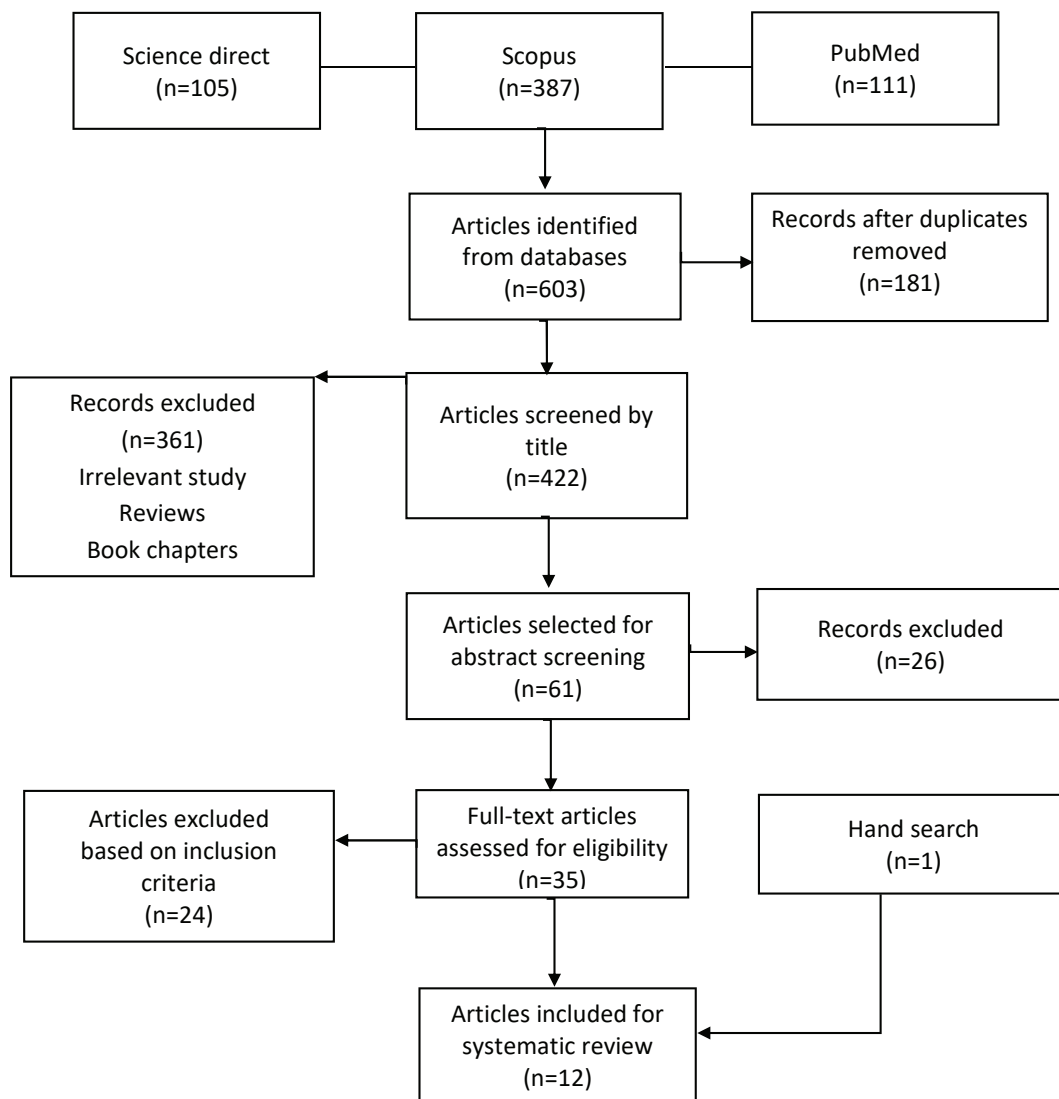 Science direct
(n=105)
Scopus
(n=387)
PubMed
(n=111)
Articles identified
from databases
(n=603)
Records after duplicates
removed
(n=181)
Records excluded
(n=361)
Irrelevant study
Reviews
Book chapters
Articles screened by
title
(n=422)
Articles selected for
abstract screening
(n=61)
Records excluded
(n=26)
Articles excluded
based on inclusion
criteria
(n=24)
Full-text articles
assessed for eligibility
(n=35)
Hand search
(n=1)
Articles included for
systematic review
(n=12)